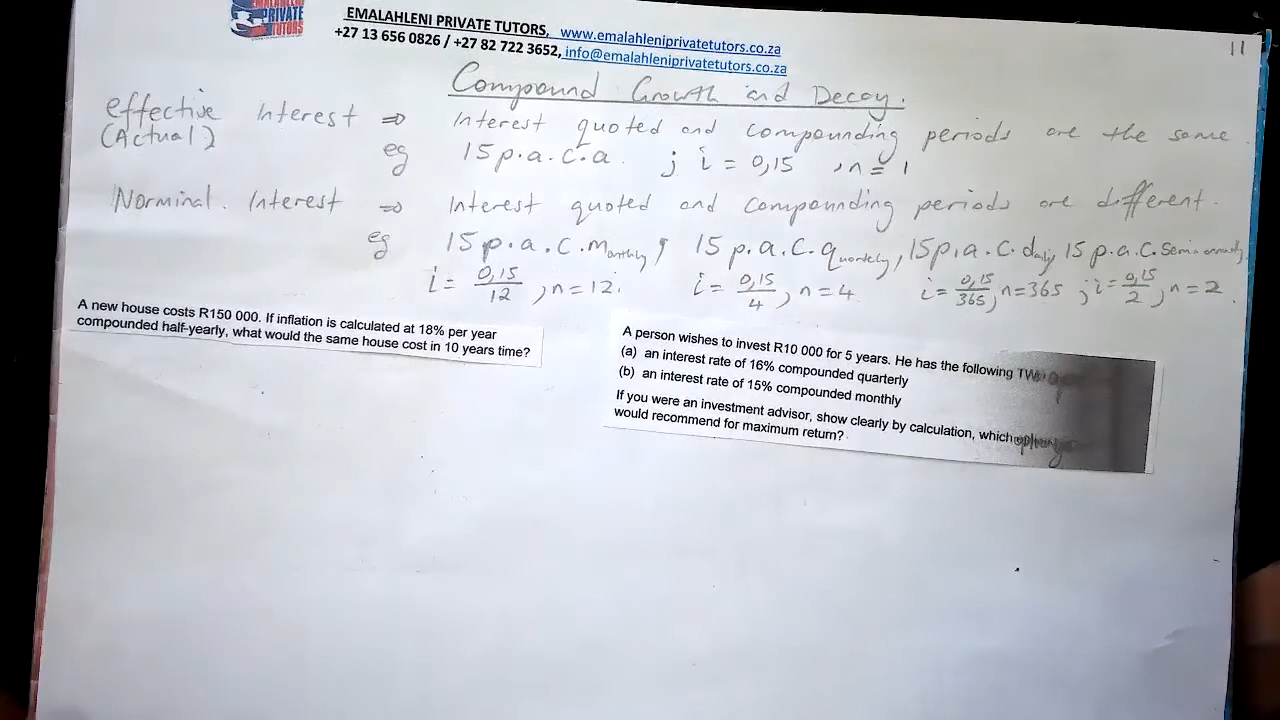 EMALAHLENI
PRIVATE
TUTORS
EMALAHLENI PRIVATE TUTORS, www.emalahleniprivatetutors.co.za
+27 13 656 0826 / +27 82 722 3652, info@emalahleniprivatetutors.co.za
11
Compound Growth and Decay.
effective Interest ⇒ Interest quoted and compounding periods are the same.
(Actual)
eg 15 p.a.c.a. ; i = 0,15 , n = 1
Norminal. Interest ⇒ Interest quoted and compounding periods are different.
eg 15 p.a.c. Monthly, 15 p.a.c. quartely, 15 p.a.c. daily, 15 p.a.c. semi annualy
i = 0,15/12 , n = 12. i = 0,15/4 , n = 4. i = 0,15/365, n = 365 ; i = 0,15/2 , n = 2.
A new house costs R150 000. If inflation is calculated at 18% per year
compounded half-yearly, what would the same house cost in 10 years time?
A person wishes to invest R10 000 for 5 years. He has the following TWO
(a) an interest rate of 16% compounded quarterly
(b) an interest rate of 15% compounded monthly
If you were an investment advisor, show clearly by calculation, which
would recommend for maximum return?